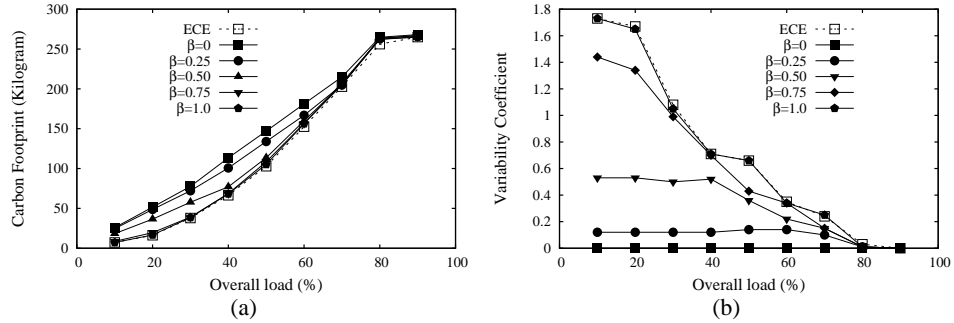 Carbon Footprint (Kilogram)
300
250
200
150
100
50
0
ECE
β=0
β=0.25
β=0.50
β=0.75
β=1.0
0 20 40 60 80 100
Overall load (%)
(a)
Variability Coefficient
1.8
1.6
1.4
1.2
1
0.8
0.6
0.4
0.2
0
ECE
β=0
β=0.25
β=0.50
β=0.75
β=1.0
0 20 40 60 80 100
Overall load (%)
(b)